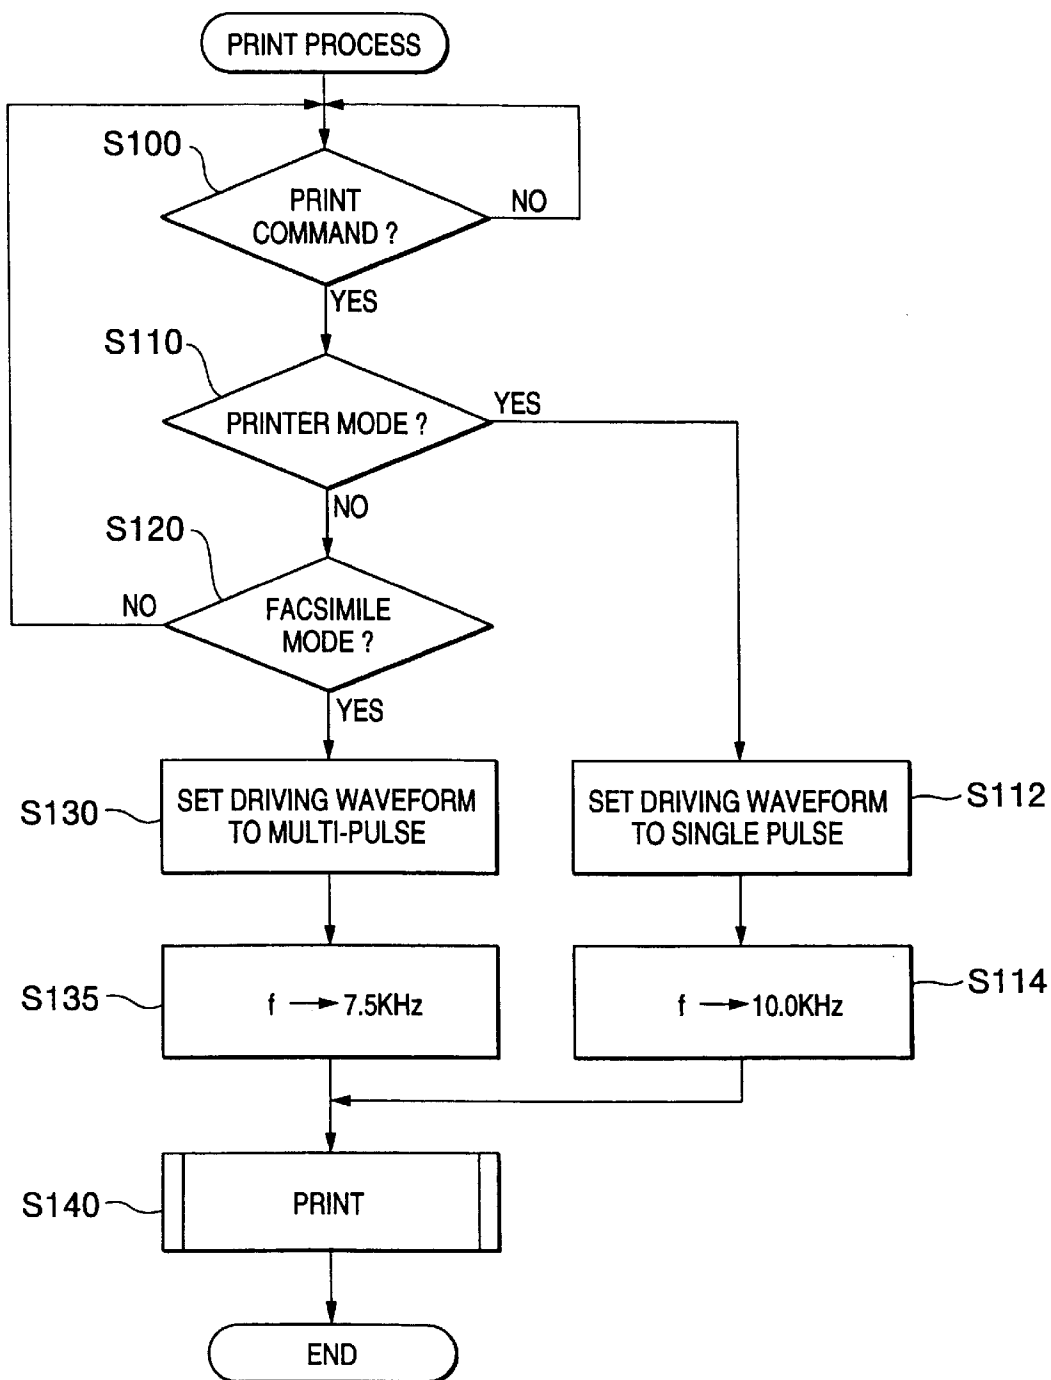 PRINT PROCESS
S100
PRINT
COMMAND ?
NO
YES
S110
PRINTER MODE ?
YES
NO
S120
NO
FACSIMILE
MODE ?
YES
S130
SET DRIVING WAVEFORM
TO MULTI-PULSE
SET DRIVING WAVEFORM
TO SINGLE PULSE
S112
S135
f → 7.5KHz
f → 10.0KHz
S114
S140
PRINT
END